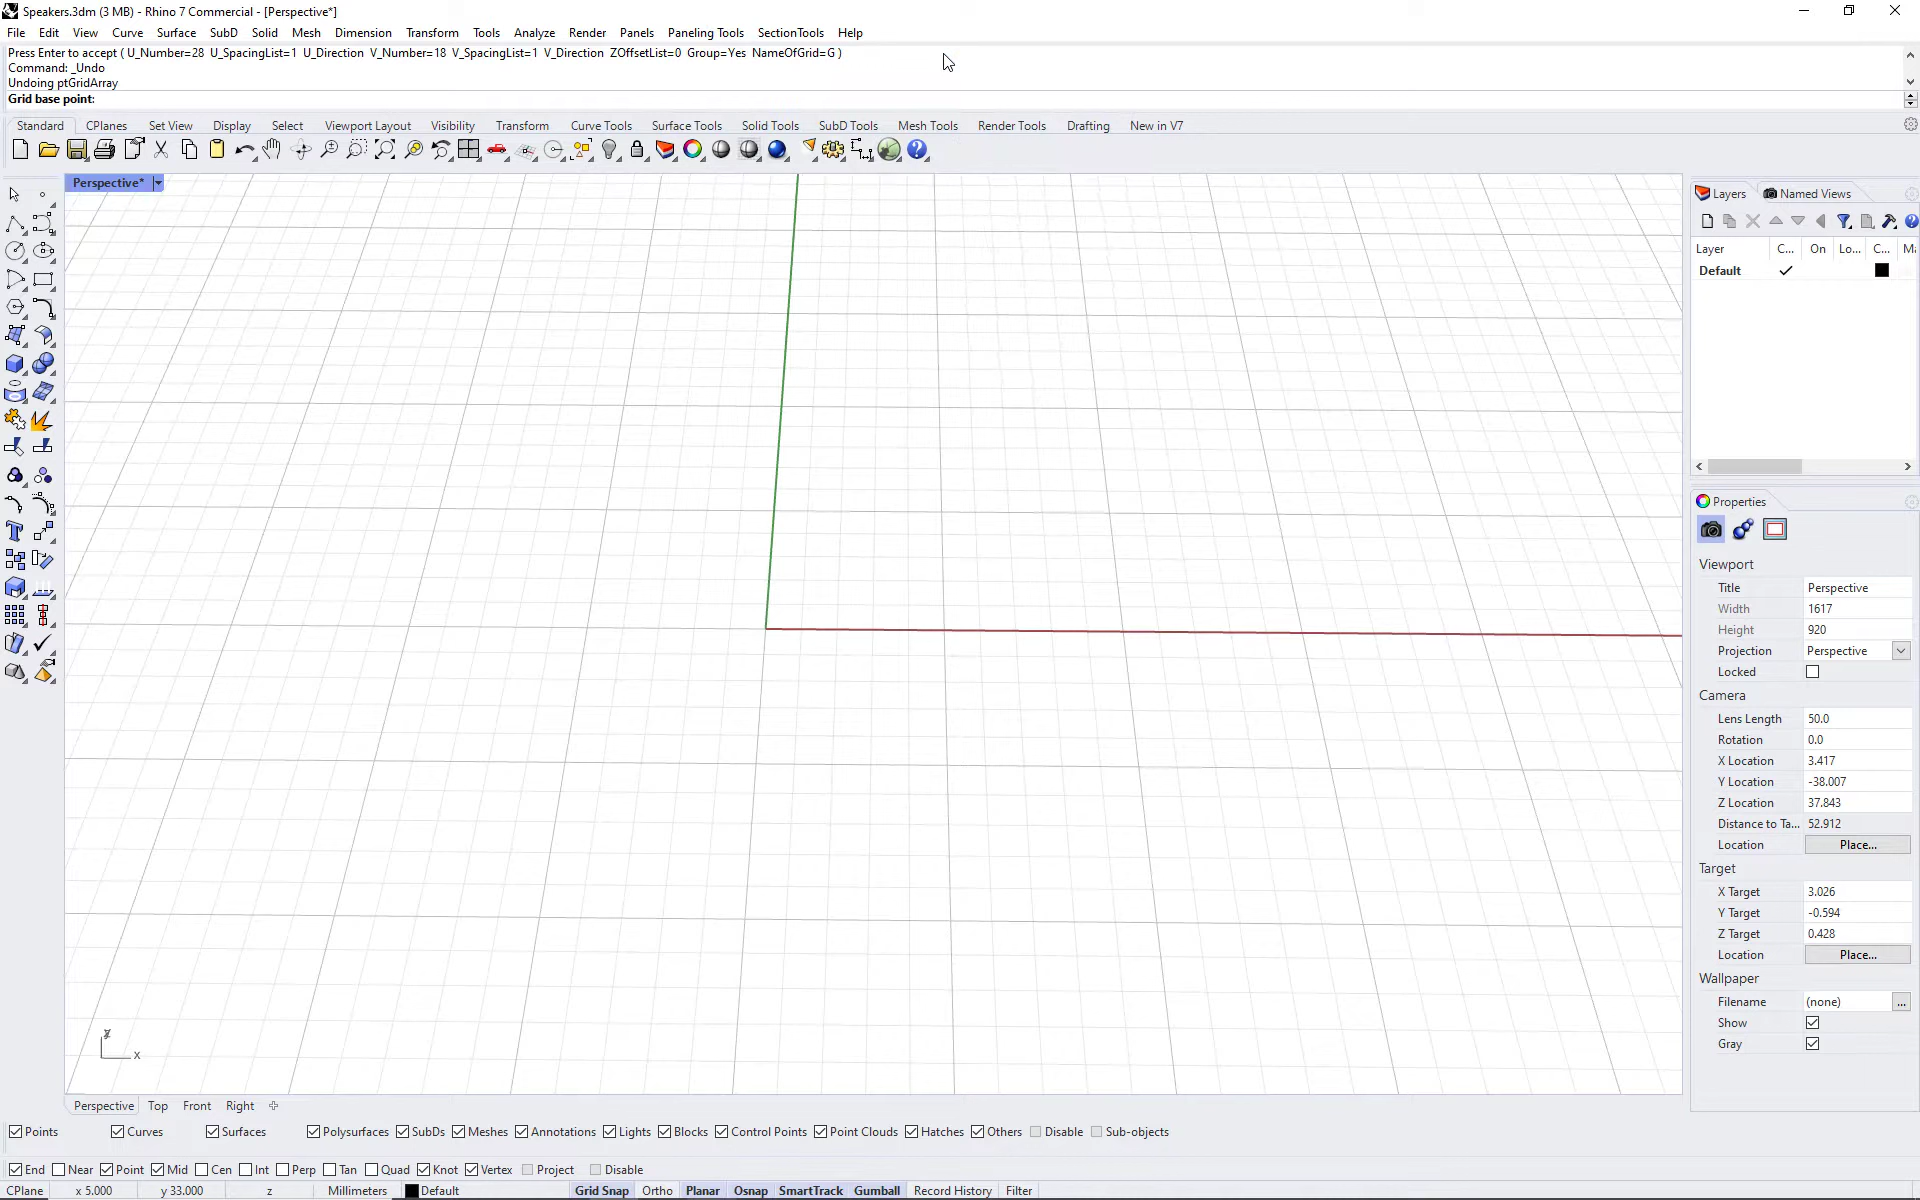 Speakers.3dm (3 MB) - Rhino 7 Commercial - [Perspective*]
File Edit View Curve Surface SubD Solid Mesh Dimension Transform Tools Analyze Render Panels Paneling Tools SectionTools Help
Press Enter to accept ( U_Number=28 U_SpacingList=1 U_Direction V_Number=18 V_SpacingList=1 V_Direction ZOffsetList=0 Group=Yes NameOfGrid=G )
Command: _Undo
Undoing ptGridArray
Grid base point:
Standard CPlanes Set View Display Select Viewport Layout Visibility Transform Curve Tools Surface Tools Solid Tools SubD Tools Mesh Tools Render Tools Drafting New in V7
Perspective*
Layers Named Views
Layer C... On Lo... C...
Default
Properties
Viewport
Title Perspective
Width 1617
Height 920
Projection Perspective
Locked
Camera
Lens Length 50.0
Rotation 0.0
X Location 3.417
Y Location -38.007
Z Location 37.843
Distance to Ta... 52.912
Location Place...
Target
X Target 3.026
Y Target -0.594
Z Target 0.428
Location Place...
Wallpaper
Filename (none) ...
Show
Gray
x
Perspective Top Front Right
Points Curves Surfaces Polysurfaces SubDs Meshes Annotations Lights Blocks Control Points Point Clouds Hatches Others Disable Sub-objects
End Near Point Mid Cen Int Perp Tan Quad Knot Vertex Project Disable
CPlane x 5.000 y 33.000 z Millimeters Default Grid Snap Ortho Planar Osnap SmartTrack Gumball Record History Filter